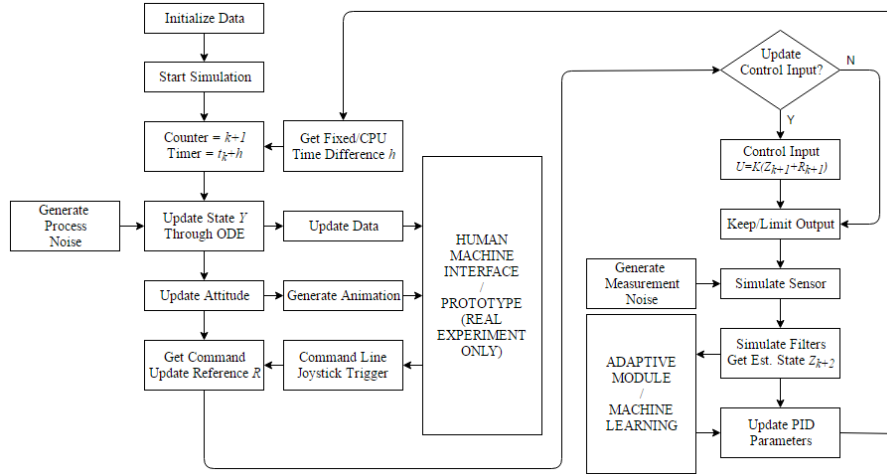 Initialize Data
Start Simulation
Counter = k+1
Timer = tₖ+h
Get Fixed/CPU
Time Difference h
Generate
Process
Noise
Update State Y
Through ODE
Update Data
Update Attitude
Generate Animation
Get Command
Update Reference R
Command Line
Joystick Trigger
HUMAN
MACHINE
INTERFACE
/
PROTOTYPE
(REAL
EXPERIMENT
ONLY)
Update
Control Input?
N
Y
Control Input
U=K(Zₖ₊₁+Rₖ₊₁)
Keep/Limit Output
Generate
Measurement
Noise
Simulate Sensor
Simulate Filters
Get Est. State Zₖ₊₂
ADAPTIVE
MODULE
/
MACHINE
LEARNING
Update PID
Parameters